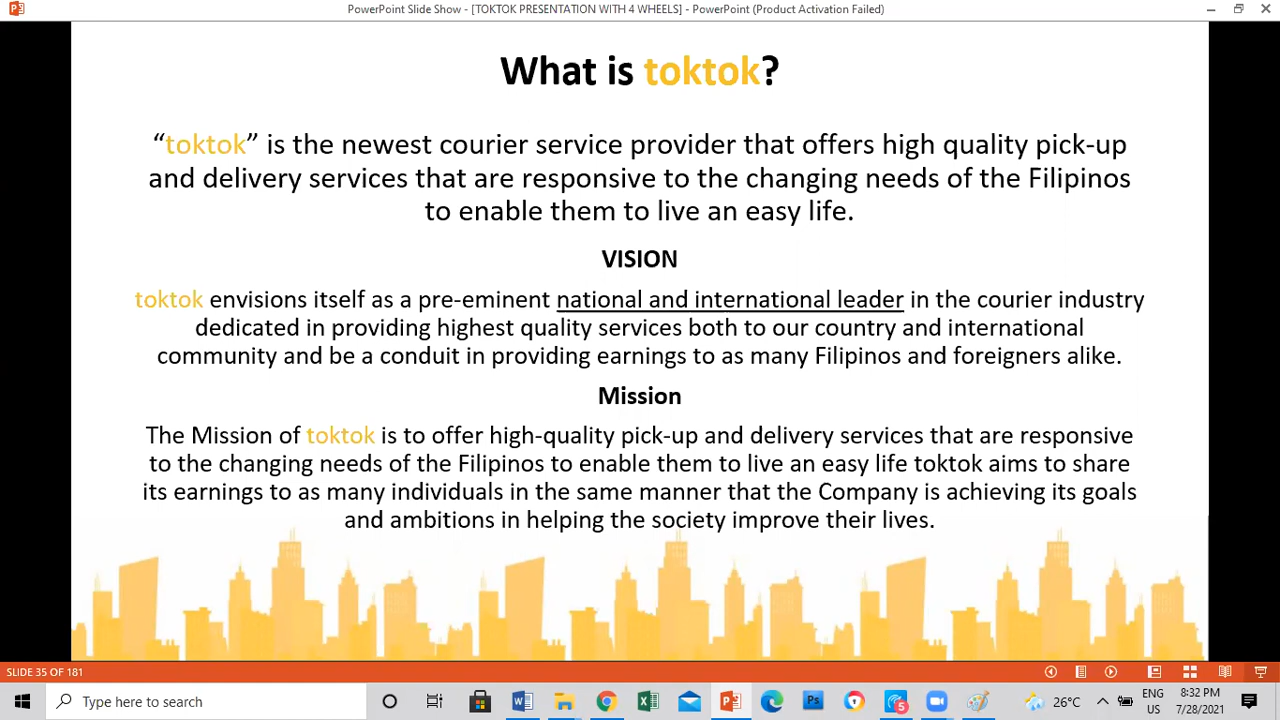 PowerPoint Slide Show - [TOKTOK PRESENTATION WITH 4 WHEELS] - PowerPoint (Product Activation Failed)
What is toktok?
“toktok” is the newest courier service provider that offers high quality pick-up
and delivery services that are responsive to the changing needs of the Filipinos
to enable them to live an easy life.
VISION
toktok envisions itself as a pre-eminent national and international leader in the courier industry
dedicated in providing highest quality services both to our country and international
community and be a conduit in providing earnings to as many Filipinos and foreigners alike.
Mission
The Mission of toktok is to offer high-quality pick-up and delivery services that are responsive
to the changing needs of the Filipinos to enable them to live an easy life toktok aims to share
its earnings to as many individuals in the same manner that the Company is achieving its goals
and ambitions in helping the society improve their lives.
SLIDE 35 OF 181
Type here to search
5
26°C
ENG
US
8:32 PM
7/28/2021